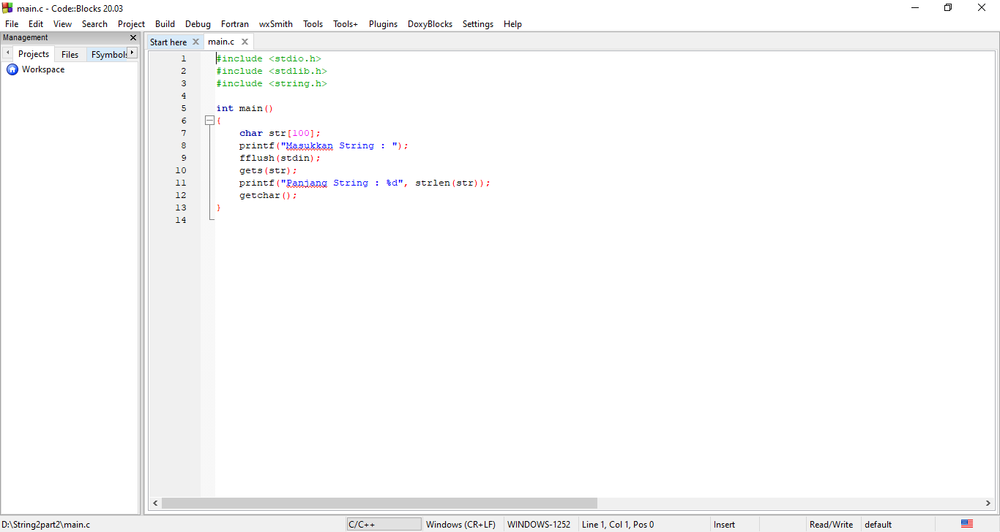 main.c - Code::Blocks 20.03
File Edit View Search Project Build Debug Fortran wxSmith Tools Tools+ Plugins DoxyBlocks Settings Help
Management
Projects Files FSymbols
Workspace
Start here main.c
1 #include <stdio.h>
2 #include <stdlib.h>
3 #include <string.h>
4
5 int main()
6 {
7 char str[100];
8 printf("Masukkan String : ");
9 fflush(stdin);
10 gets(str);
11 printf("Panjang String : %d", strlen(str));
12 getchar();
13 }
14
D:\String2part2\main.c C/C++ Windows (CR+LF) WINDOWS-1252 Line 1, Col 1, Pos 0 Insert Read/Write default